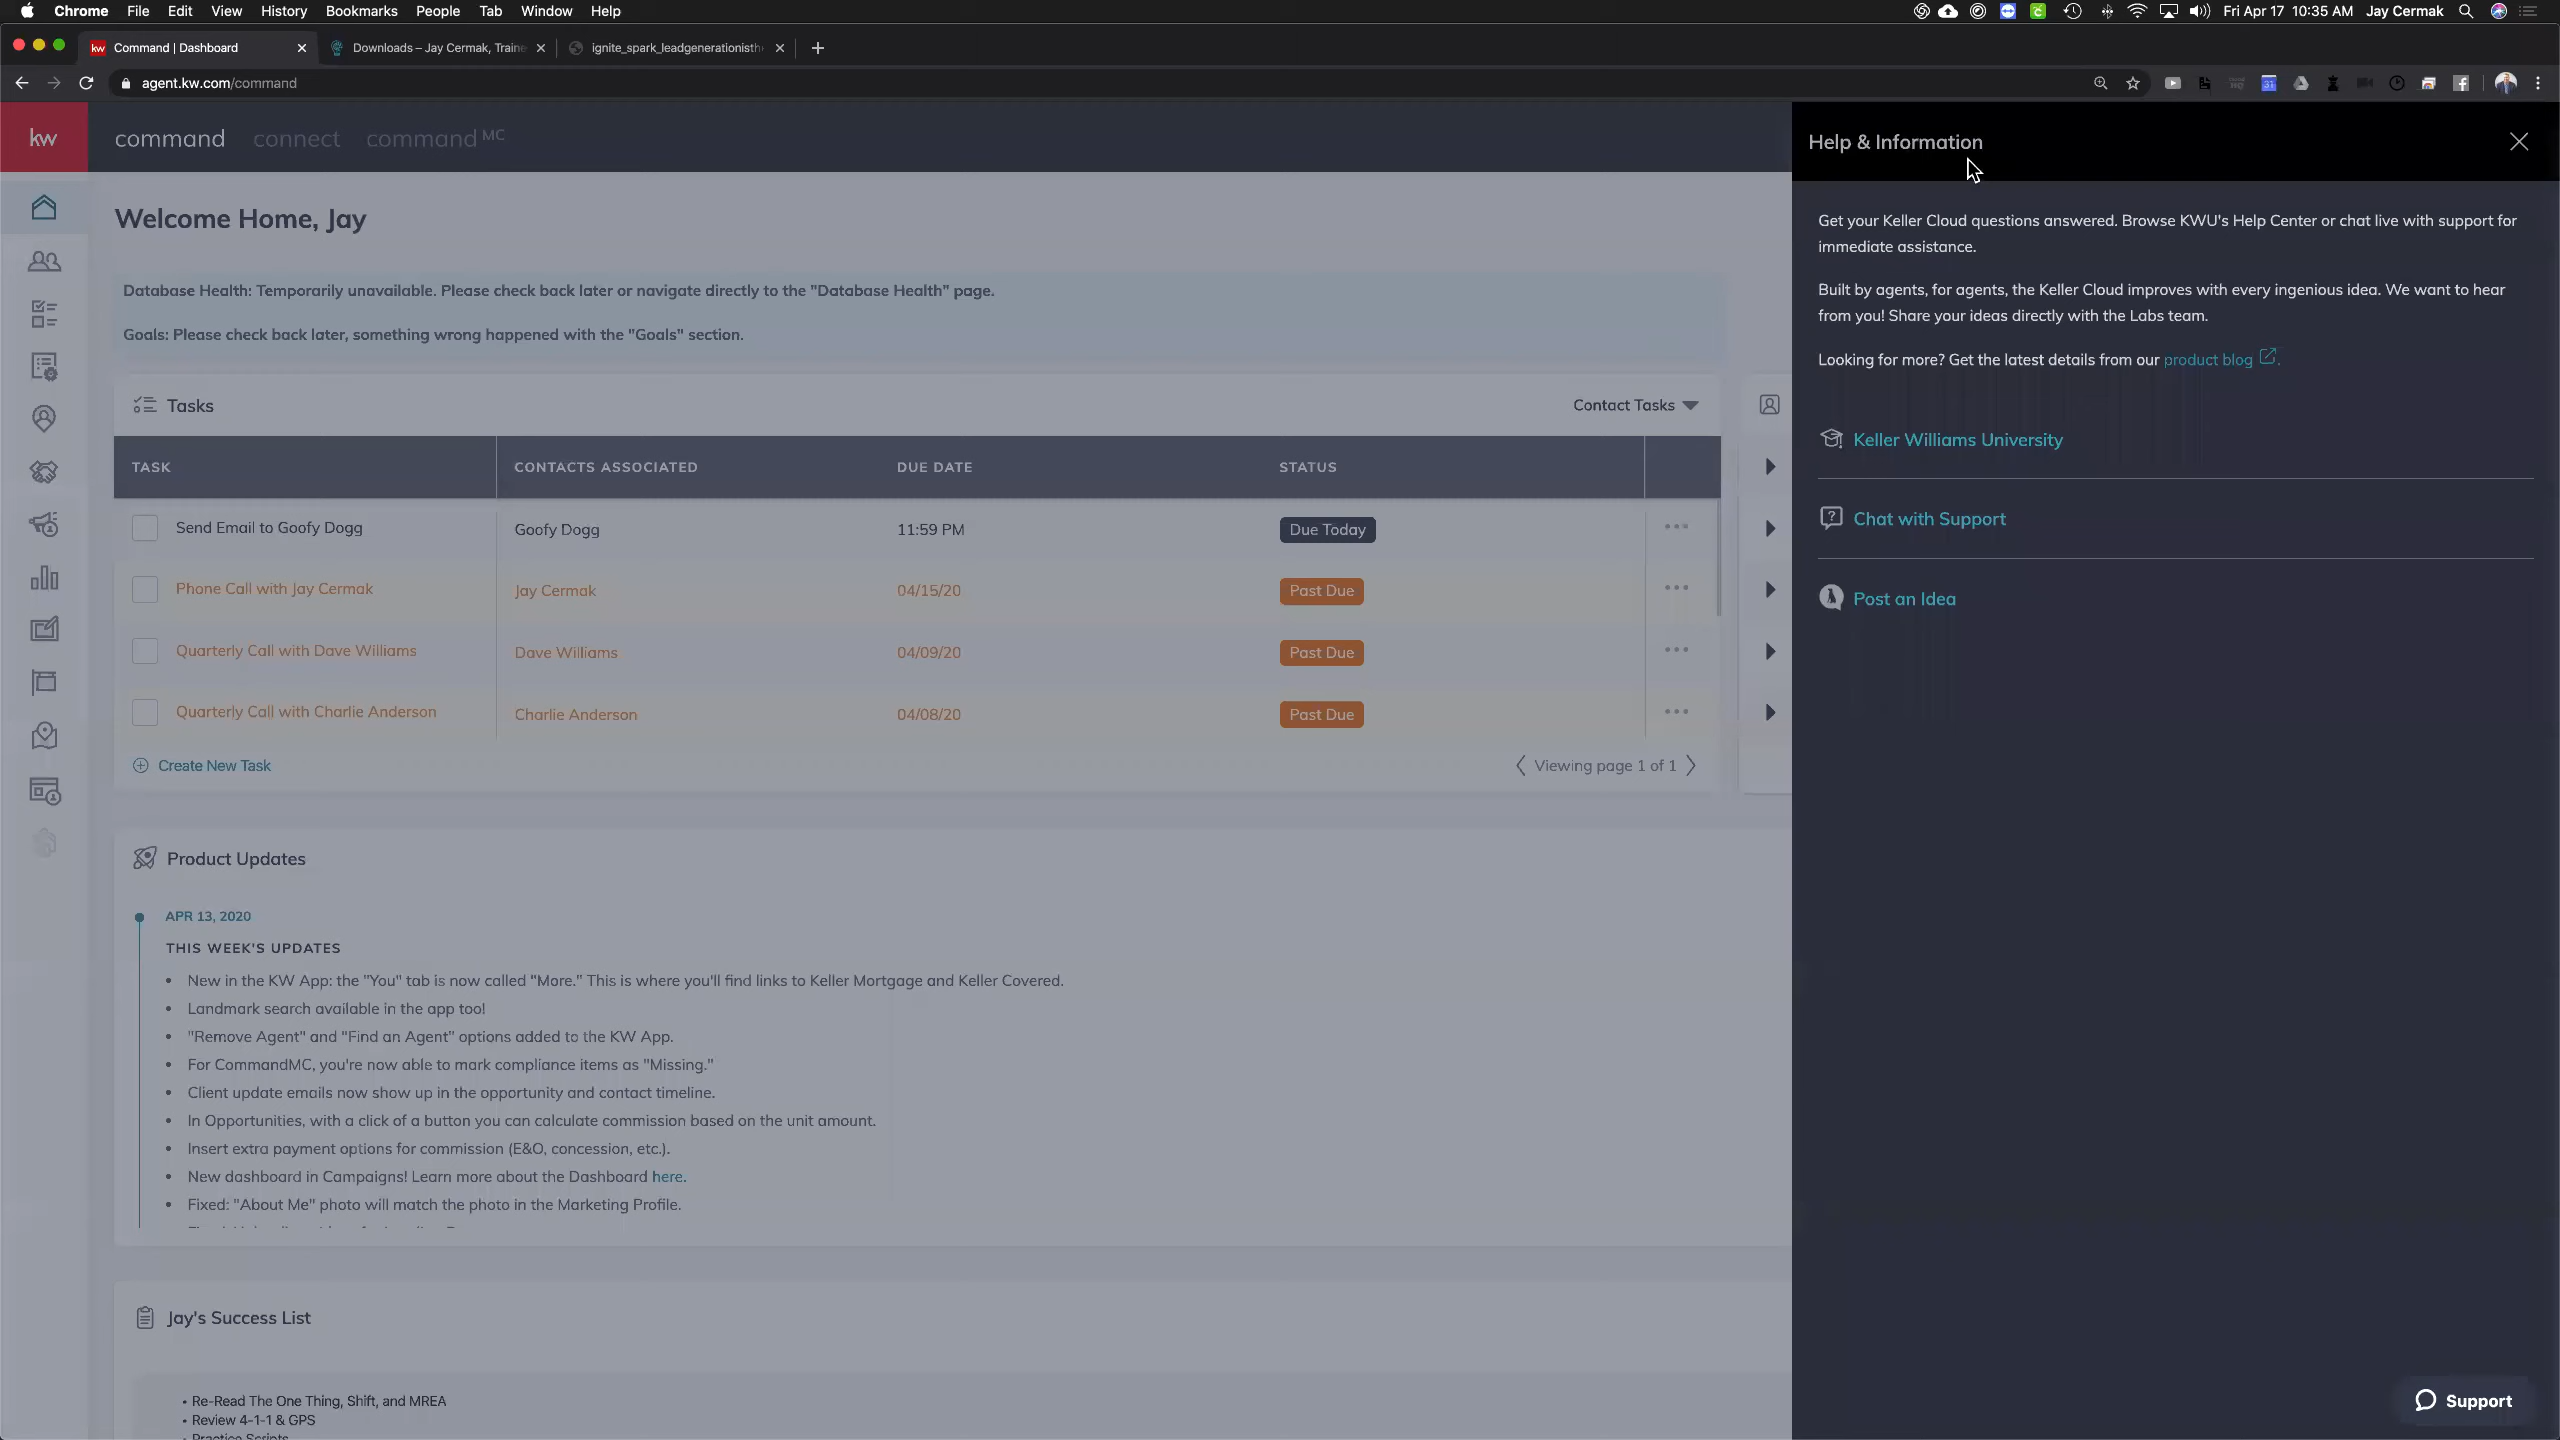 Chrome File Edit View History Bookmarks People Tab Window Help
Fri Apr 17 10:35 AM Jay Cermak
Command | Dashboard
Downloads – Jay Cermak, Traine
ignite_spark_leadgenerationisth
agent.kw.com/command
kw
command connect command MC
Welcome Home, Jay
Database Health: Temporarily unavailable. Please check back later or navigate directly to the "Database Health" page.
Goals: Please check back later, something wrong happened with the "Goals" section.
Tasks
Contact Tasks
TASK CONTACTS ASSOCIATED DUE DATE STATUS
Send Email to Goofy Dogg Goofy Dogg 11:59 PM Due Today
Phone Call with Jay Cermak Jay Cermak 04/15/20 Past Due
Quarterly Call with Dave Williams Dave Williams 04/09/20 Past Due
Quarterly Call with Charlie Anderson Charlie Anderson 04/08/20 Past Due
Create New Task
Viewing page 1 of 1
Product Updates
APR 13, 2020
THIS WEEK'S UPDATES
• New in the KW App: the "You" tab is now called "More." This is where you'll find links to Keller Mortgage and Keller Covered.
• Landmark search available in the app too!
• "Remove Agent" and "Find an Agent" options added to the KW App.
• For CommandMC, you're now able to mark compliance items as "Missing."
• Client update emails now show up in the opportunity and contact timeline.
• In Opportunities, with a click of a button you can calculate commission based on the unit amount.
• Insert extra payment options for commission (E&O, concession, etc.).
• New dashboard in Campaigns! Learn more about the Dashboard here.
• Fixed: "About Me" photo will match the photo in the Marketing Profile.
Jay's Success List
• Re-Read The One Thing, Shift, and MREA
• Review 4-1-1 & GPS
• Practice Scripts
Help & Information
Get your Keller Cloud questions answered. Browse KWU's Help Center or chat live with support for
immediate assistance.
Built by agents, for agents, the Keller Cloud improves with every ingenious idea. We want to hear
from you! Share your ideas directly with the Labs team.
Looking for more? Get the latest details from our product blog.
Keller Williams University
Chat with Support
Post an Idea
Support